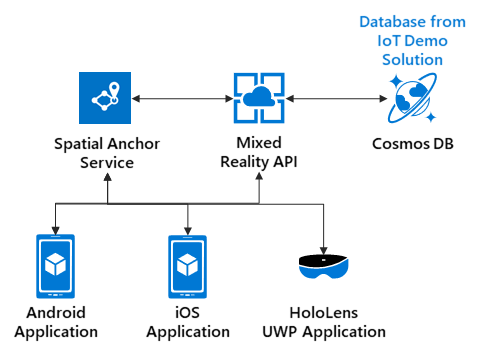 Database from
IoT Demo
Solution
Spatial Anchor
Service
Mixed
Reality API
Cosmos DB
Android
Application
iOS
Application
HoloLens
UWP Application